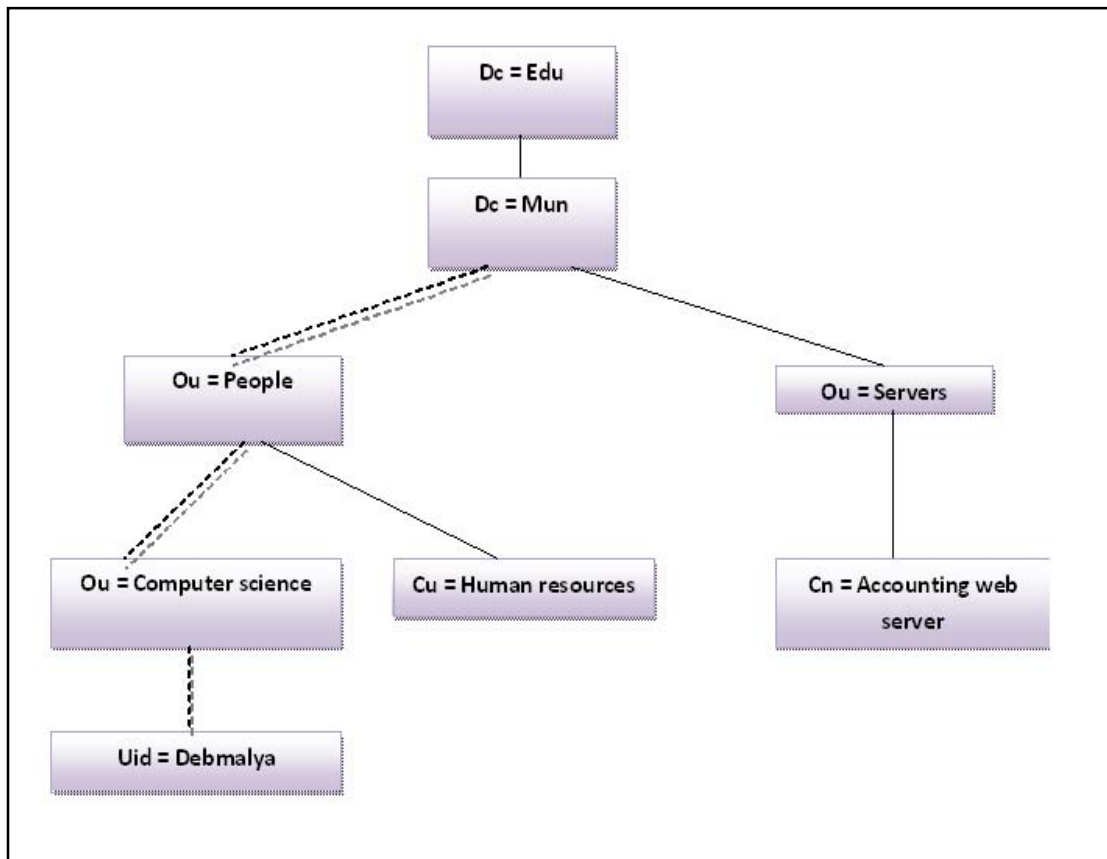 Dc = Edu
Dc = Mun
Ou = People
Ou = Servers
Ou = Computer science
Cu = Human resources
Cn = Accounting web
server
Uid = Debmalya